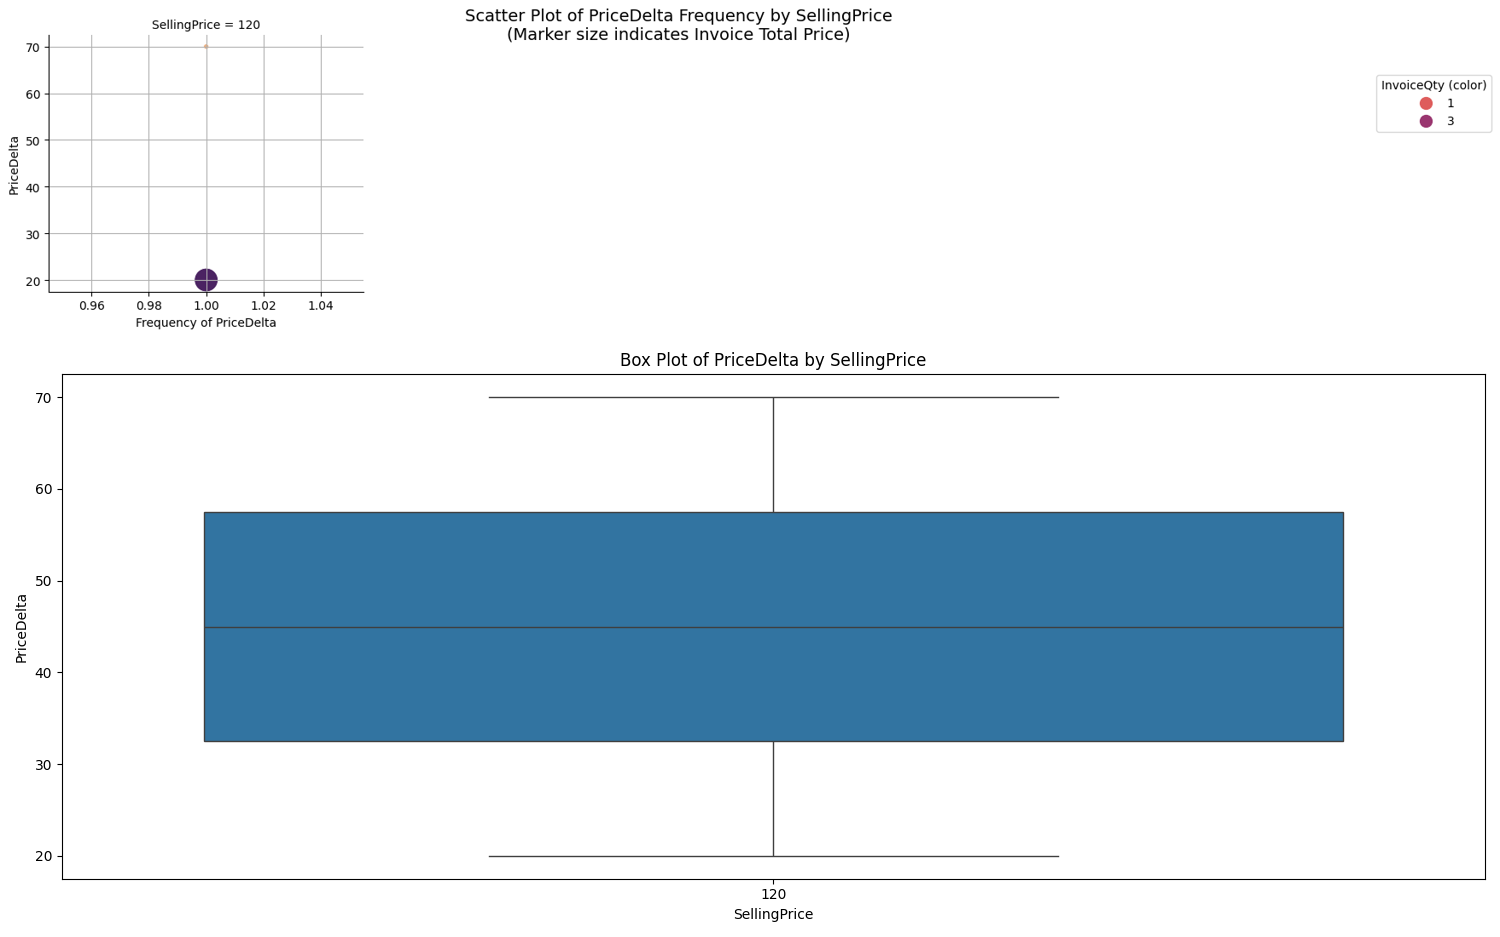 Scatter Plot of PriceDelta Frequency by SellingPrice
(Marker size indicates Invoice Total Price)
SellingPrice = 120
70
60
50
40
30
20
PriceDelta
0.96 0.98 1.00 1.02 1.04
Frequency of PriceDelta
InvoiceQty (color)
1
3
Box Plot of PriceDelta by SellingPrice
70
60
50
40
30
20
PriceDelta
120
SellingPrice